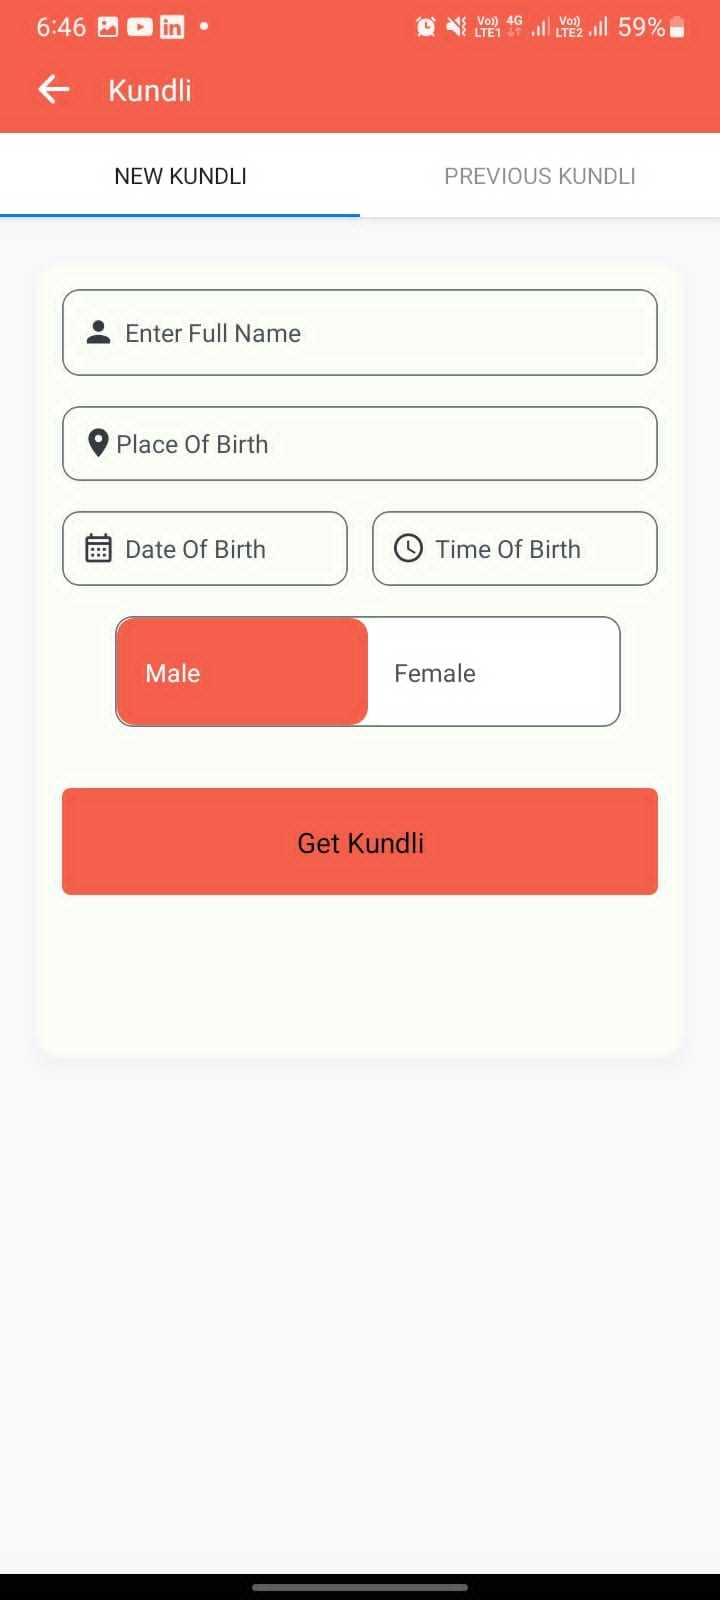 6:46 in Vo)) LTE1 4G Vo)) LTE2 59%
Kundli
NEW KUNDLI PREVIOUS KUNDLI
Enter Full Name
Place Of Birth
Date Of Birth Time Of Birth
Male Female
Get Kundli